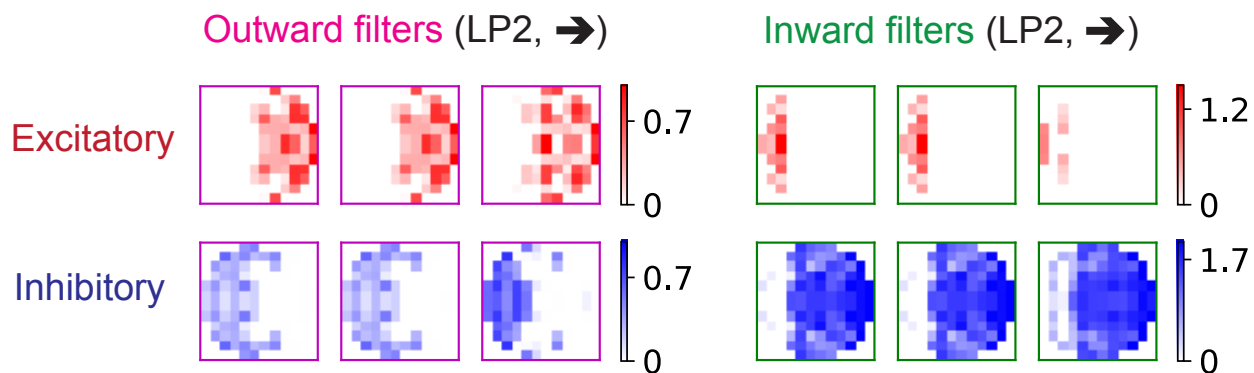 Outward filters (LP2, ➔)
Inward filters (LP2, ➔)
Excitatory
0.7
0
1.2
0
Inhibitory
0.7
0
1.7
0